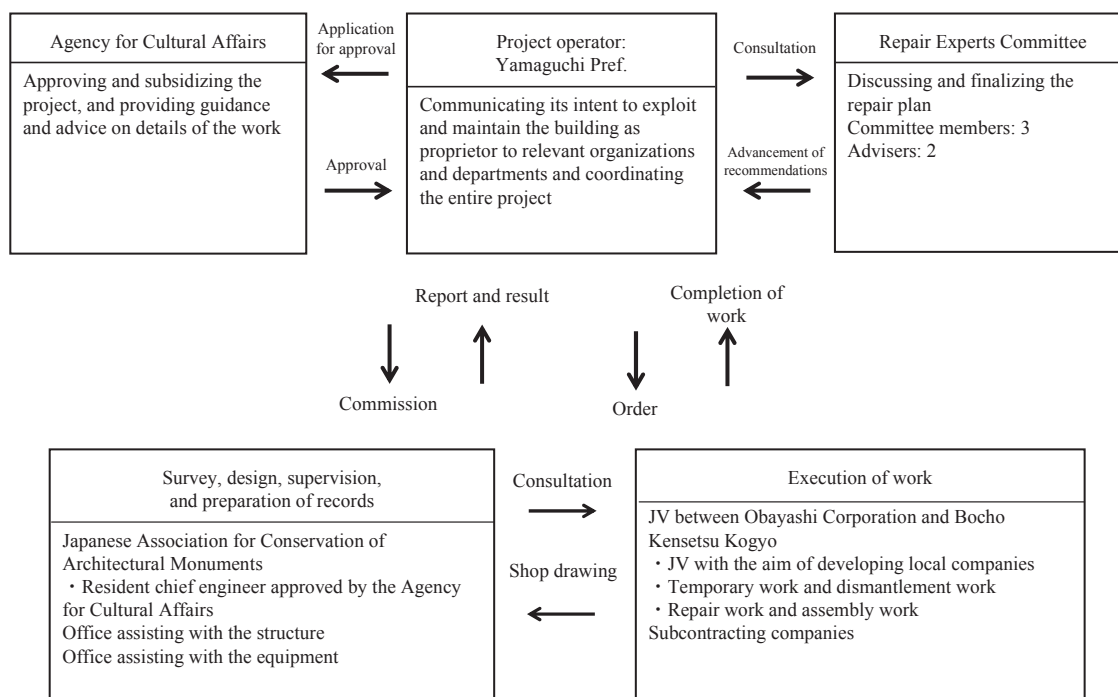 Agency for Cultural Affairs
Approving and subsidizing the
project, and providing guidance
and advice on details of the work
Application
for approval
Approval
Project operator:
Yamaguchi Pref.
Communicating its intent to exploit
and maintain the building as
proprietor to relevant organizations
and departments and coordinating
the entire project
Consultation
Advancement of
recommendations
Repair Experts Committee
Discussing and finalizing the
repair plan
Committee members: 3
Advisers: 2
Report and result
Commission
Completion of
work
Order
Survey, design, supervision,
and preparation of records
Japanese Association for Conservation of
Architectural Monuments
・Resident chief engineer approved by the Agency
for Cultural Affairs
Office assisting with the structure
Office assisting with the equipment
Consultation
Shop drawing
Execution of work
JV between Obayashi Corporation and Bocho
Kensetsu Kogyo
・JV with the aim of developing local companies
・Temporary work and dismantlement work
・Repair work and assembly work
Subcontracting companies